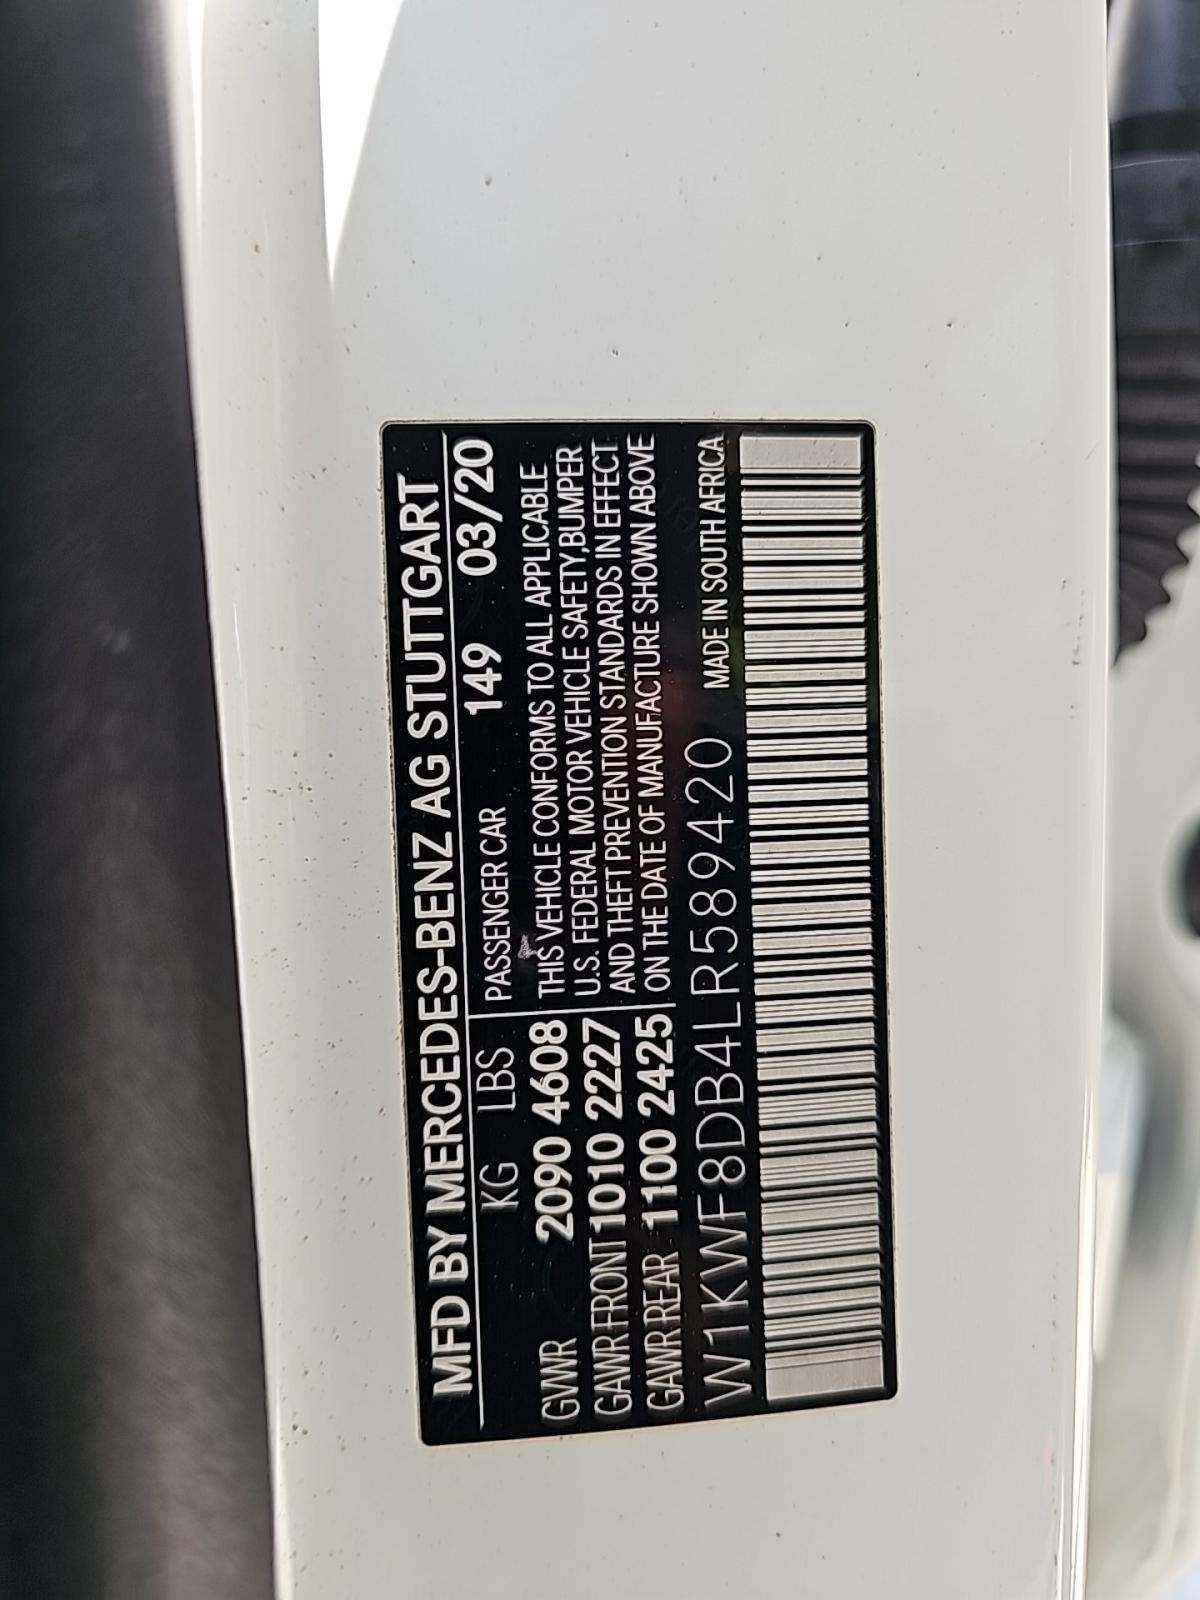 MFD BY MERCEDES-BENZ AG STUTTGART
KG LBS PASSENGER CAR 149 03/20
GVWR 2090 4608 THIS VEHICLE CONFORMS TO ALL APPLICABLE
GAWR FRONT 1010 2227 U.S. FEDERAL MOTOR VEHICLE SAFETY,BUMPER
AND THEFT PREVENTION STANDARDS IN EFFECT
GAWR REAR 1100 2425 ON THE DATE OF MANUFACTURE SHOWN ABOVE
W1KWF8DB4LR589420 MADE IN SOUTH AFRICA